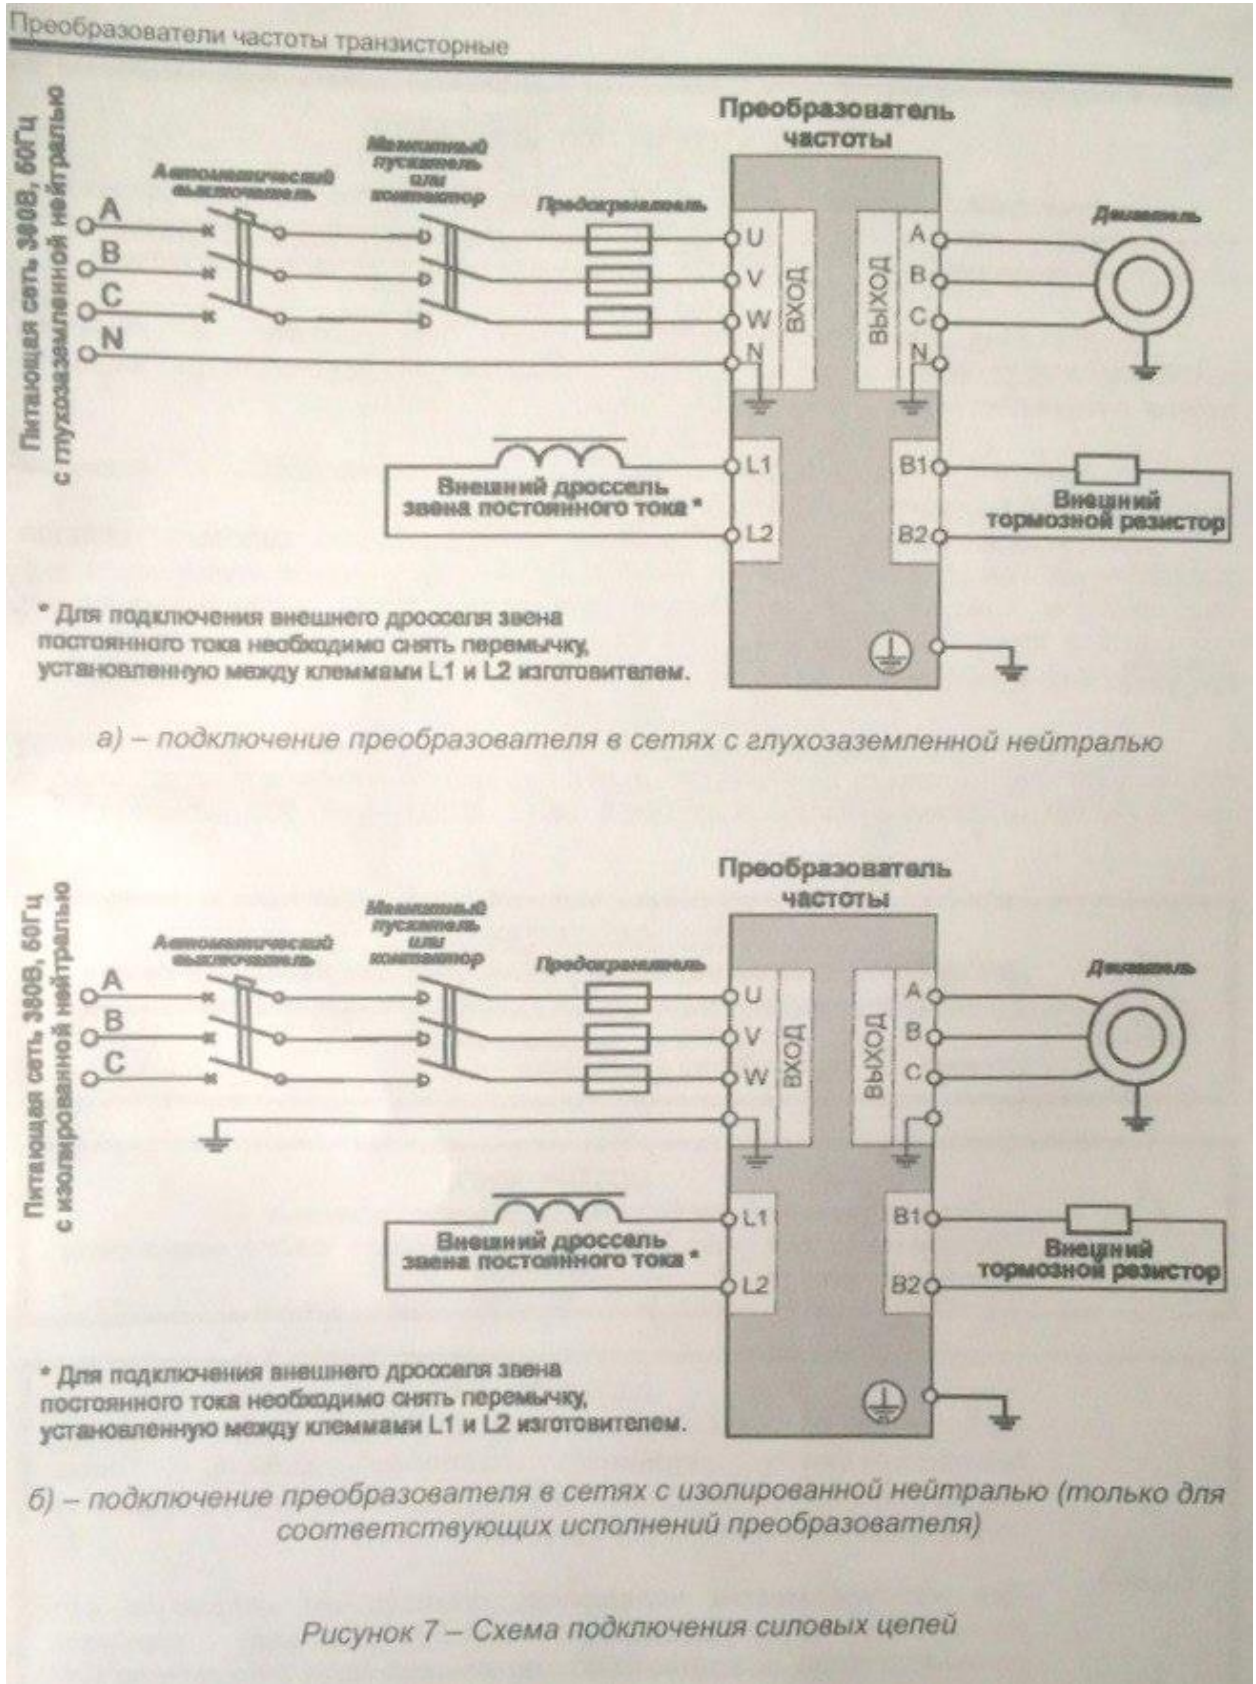 Преобразователи частоты транзисторные
Питающая сеть 380В, 50Гц
с глухозаземленной нейтралью
Преобразователь
частоты
Автоматический
выключатель
Магнитный
пускатель
или
контактор
Предохранитель
Двигатель
A
B
C
N
U
V
W
N
ВХОД
ВЫХОД
A
B
C
N
L1
Внешний дроссель
звена постоянного тока *
L2
B1
Внешний
тормозной резистор
B2
* Для подключения внешнего дросселя звена
постоянного тока необходимо снять перемычку,
установленную между клеммами L1 и L2 изготовителем.
а) – подключение преобразователя в сетях с глухозаземленной нейтралью
Питающая сеть 380В, 50Гц
с изолированной нейтралью
Преобразователь
частоты
Автоматический
выключатель
Магнитный
пускатель
или
контактор
Предохранитель
Двигатель
A
B
C
U
V
W
ВХОД
ВЫХОД
A
B
C
L1
Внешний дроссель
звена постоянного тока *
L2
B1
Внешний
тормозной резистор
B2
* Для подключения внешнего дросселя звена
постоянного тока необходимо снять перемычку,
установленную между клеммами L1 и L2 изготовителем.
б) – подключение преобразователя в сетях с изолированной нейтралью (только для
соответствующих исполнений преобразователя)
Рисунок 7 – Схема подключения силовых цепей